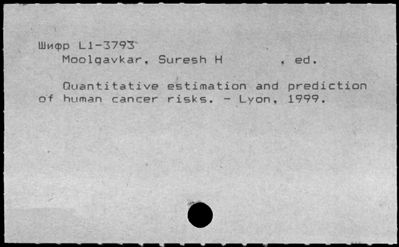 Шифр L1-3793
Moolgavkar, Suresh H , ed.
Quantitative estimation and prediction
of human cancer risks. - Lyon, 1999.